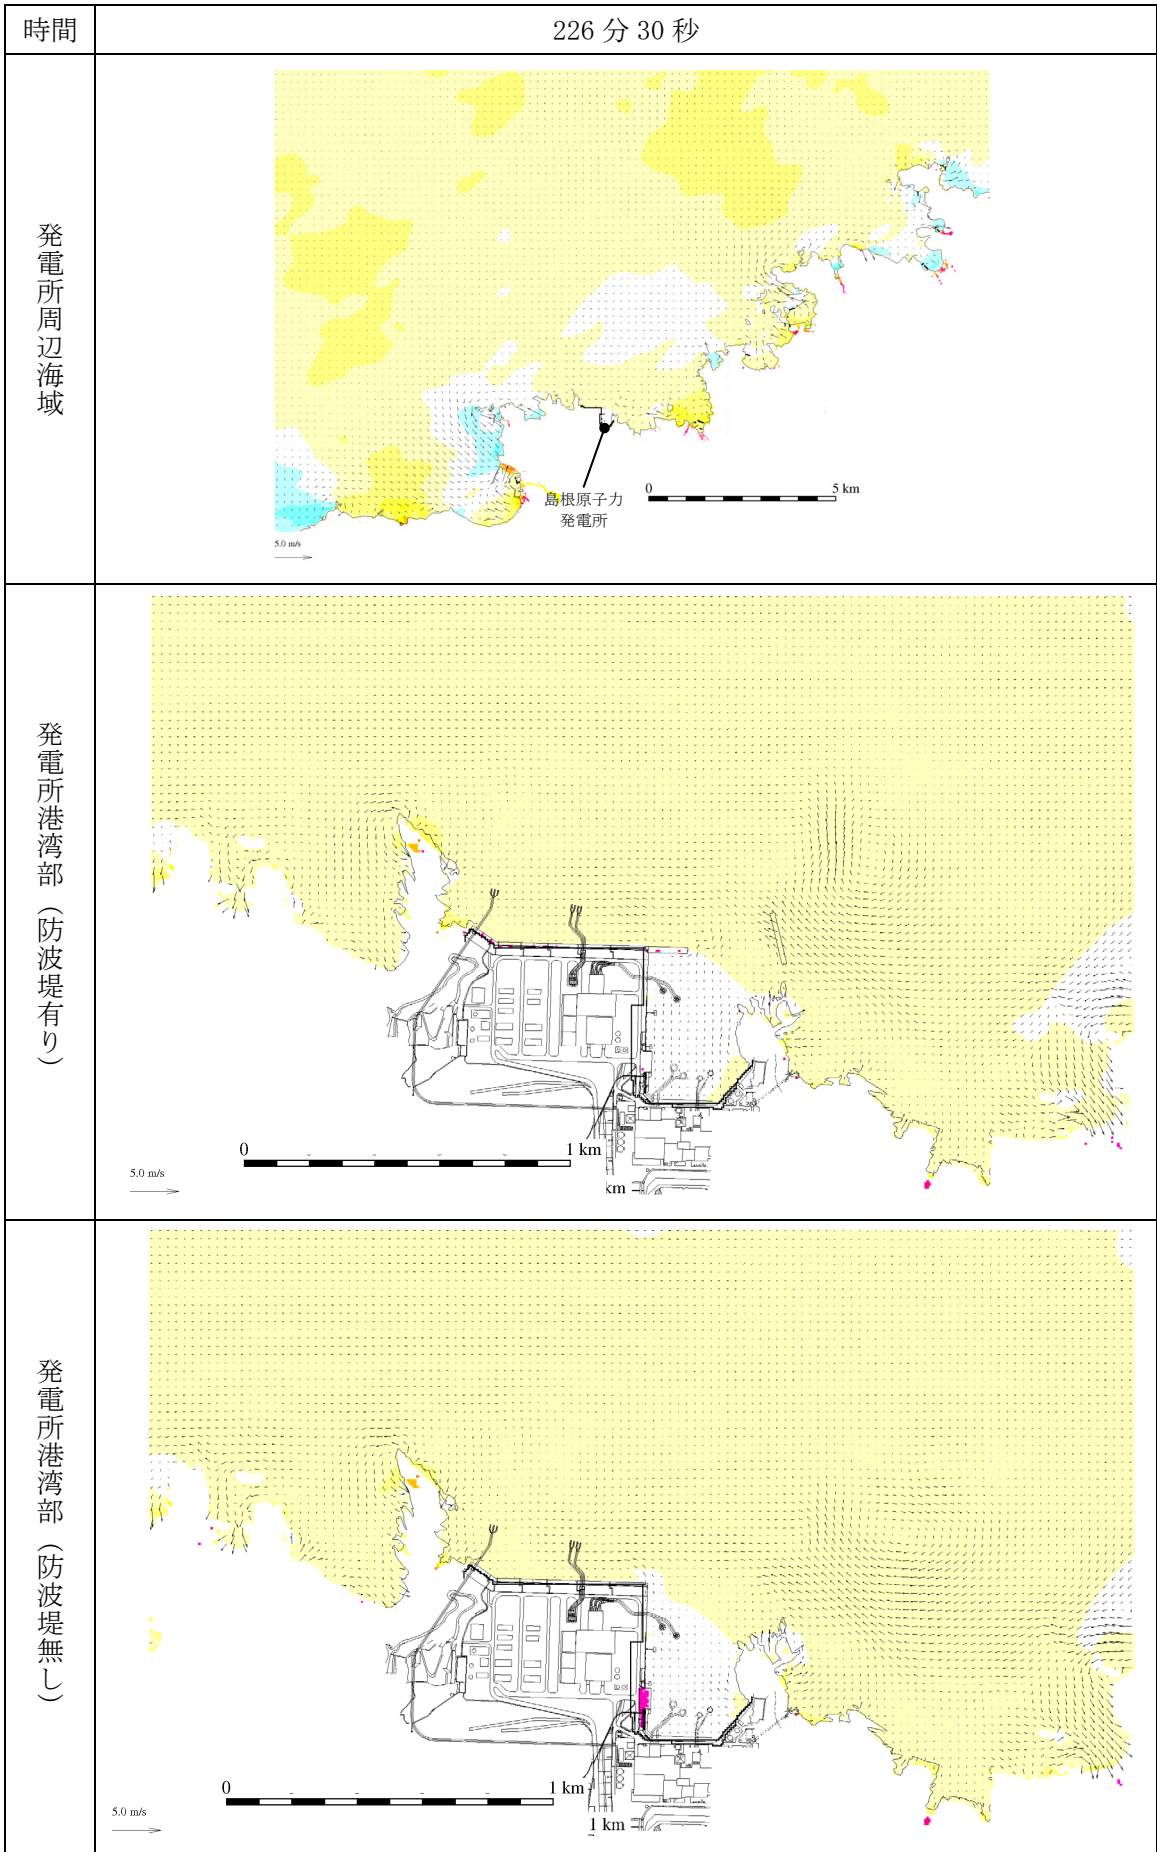 時間
226 分 30 秒
発電所周辺海域
島根原子力
発電所
0
5 km
5.0 m/s
発電所港湾部（防波堤有り）
0
1 km
5.0 m/s
km
発電所港湾部（防波堤無し）
0
1 km
5.0 m/s
1 km